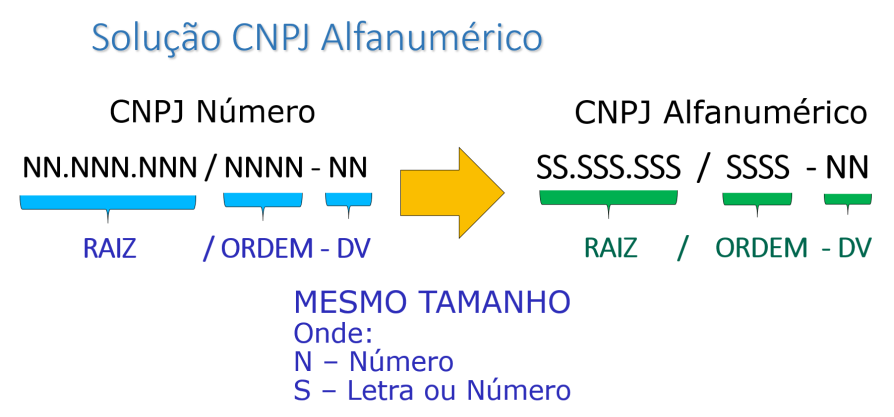 Solução CNPJ Alfanumérico
CNPJ Número
NN.NNN.NNN / NNNN - NN
RAIZ / ORDEM - DV
CNPJ Alfanumérico
SS.SSS.SSS / SSSS - NN
RAIZ / ORDEM - DV
MESMO TAMANHO
Onde:
N – Número
S – Letra ou Número